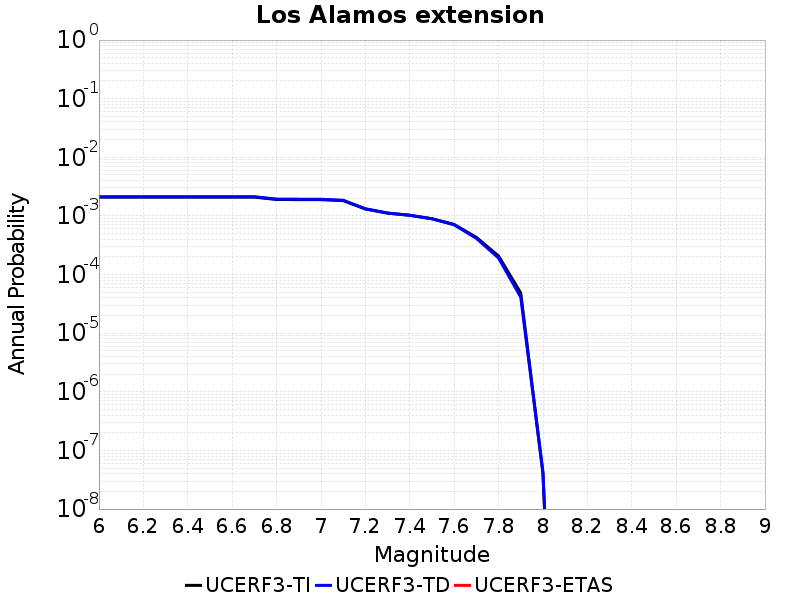 Los Alamos extension
10^0
10^-1
10^-2
10^-3
10^-4
10^-5
10^-6
10^-7
10^-8
Annual Probability
6 6.2 6.4 6.6 6.8 7 7.2 7.4 7.6 7.8 8 8.2 8.4 8.6 8.8 9
Magnitude
UCERF3-TI UCERF3-TD UCERF3-ETAS